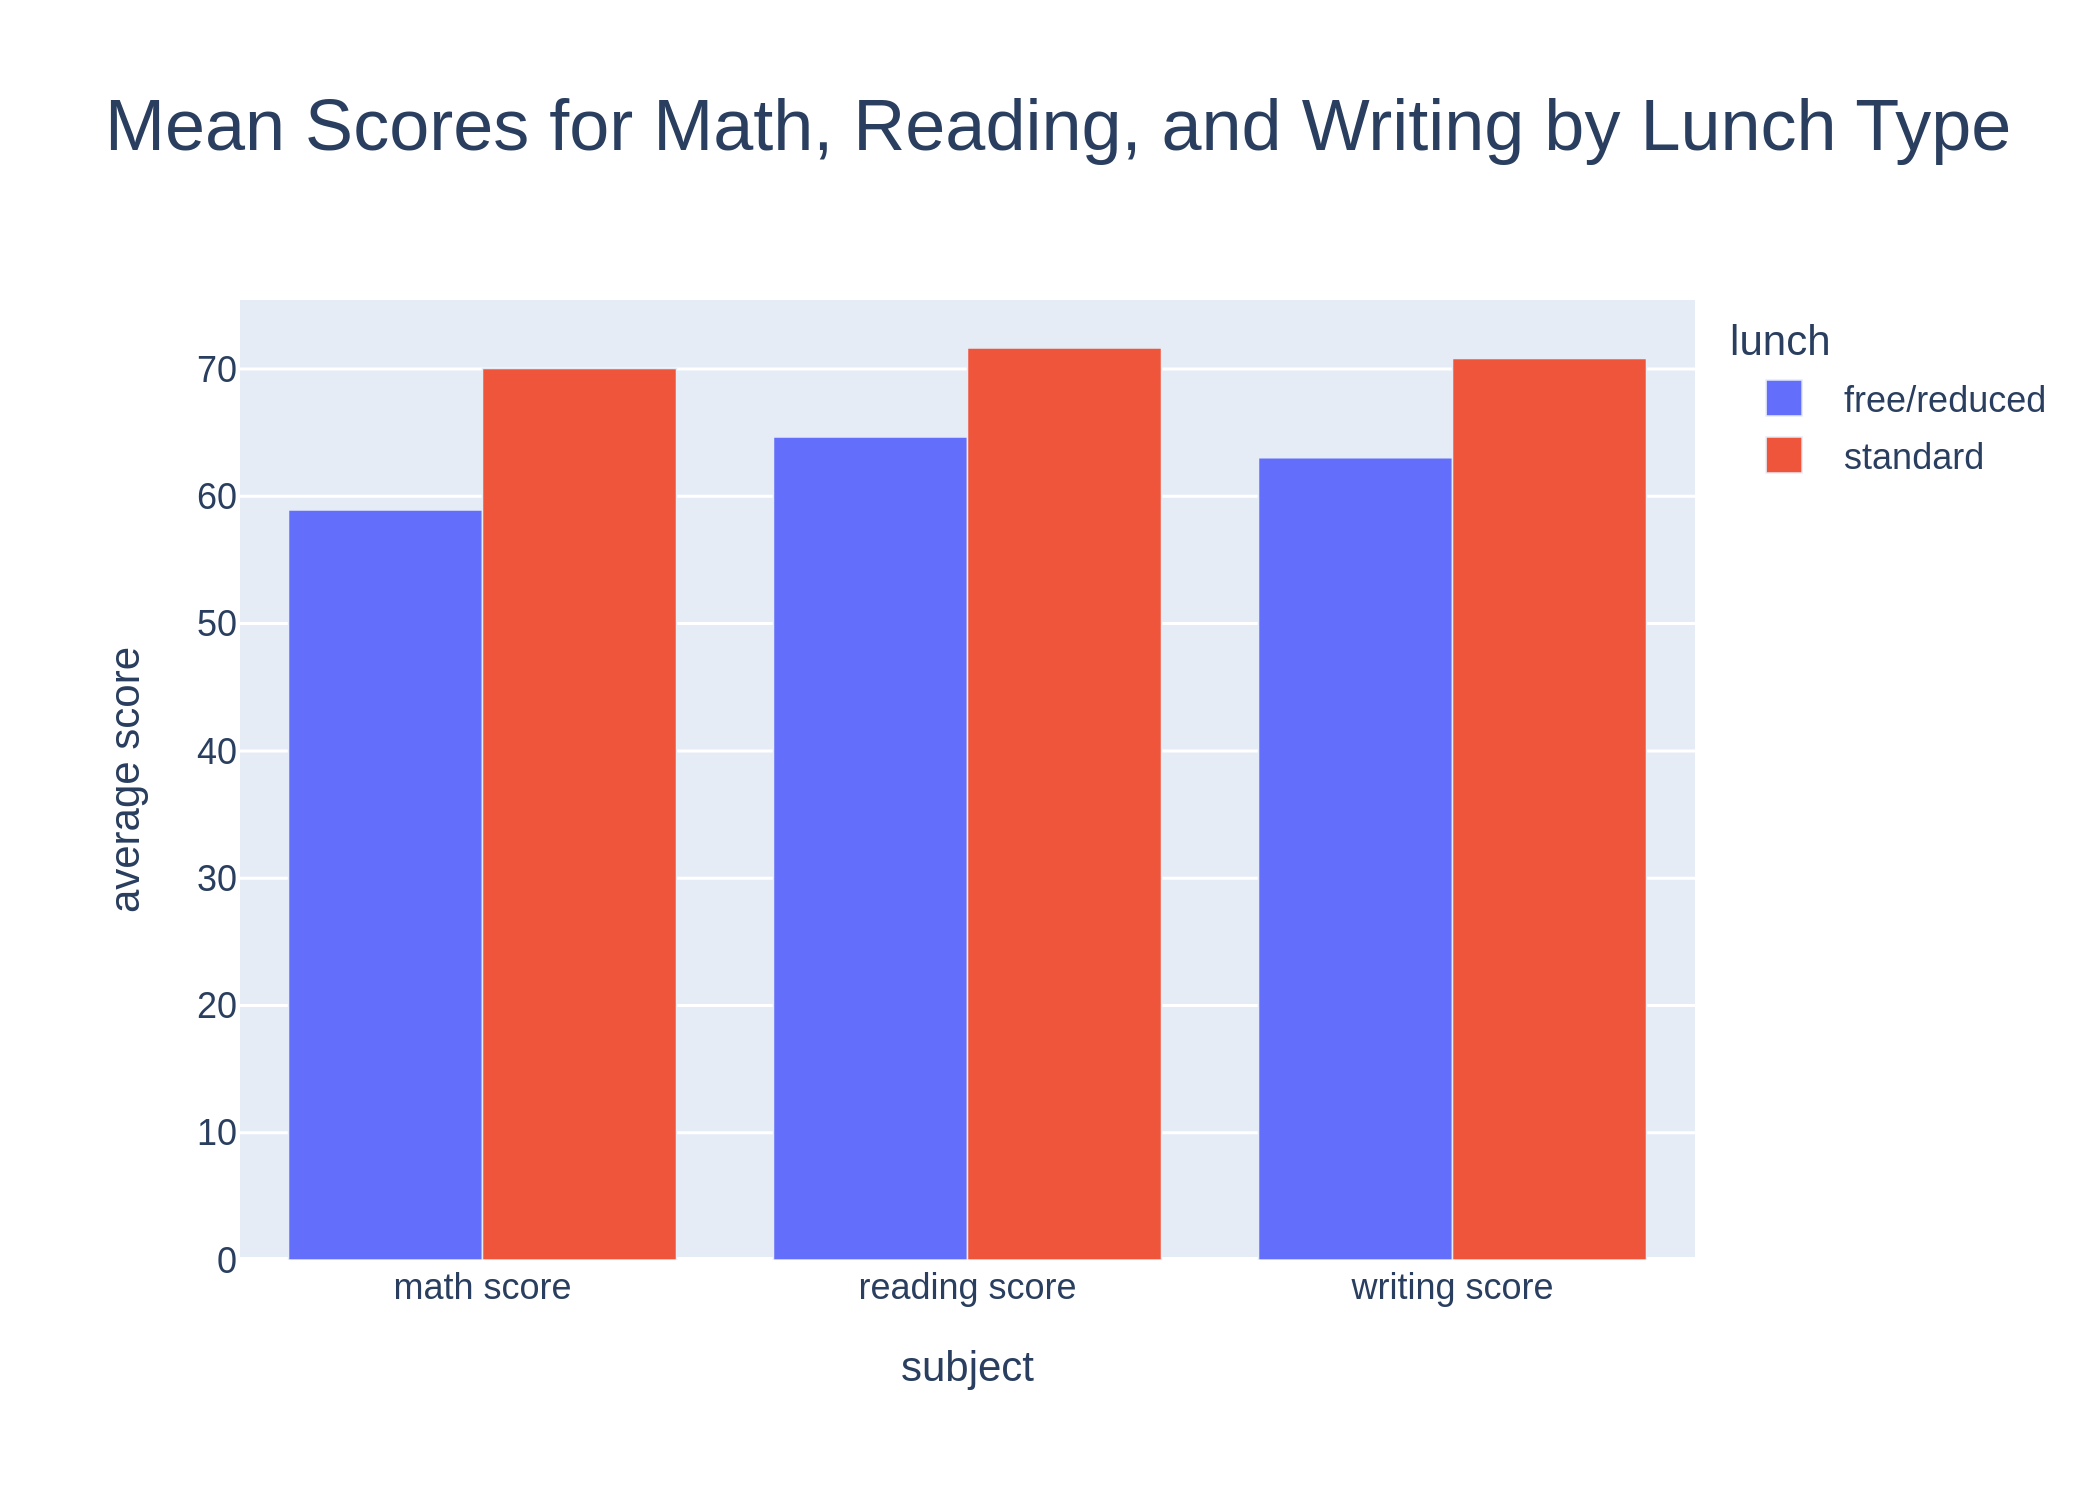 Mean Scores for Math, Reading, and Writing by Lunch Type
lunch
free/reduced
standard
average score
70
60
50
40
30
20
10
0
math score
reading score
writing score
subject